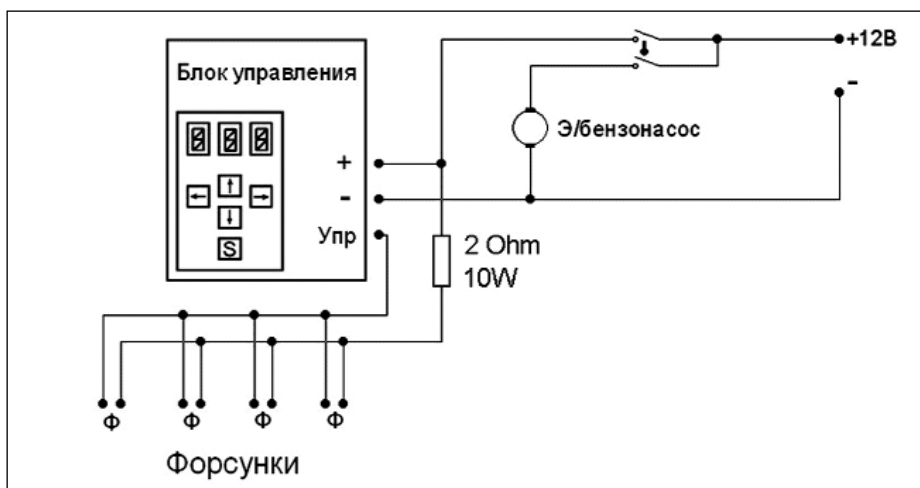 Блок управления
+12В
-
Э/бензонасос
+
-
Упр
S
2 Ohm
10W
Ф Ф Ф Ф
Форсунки